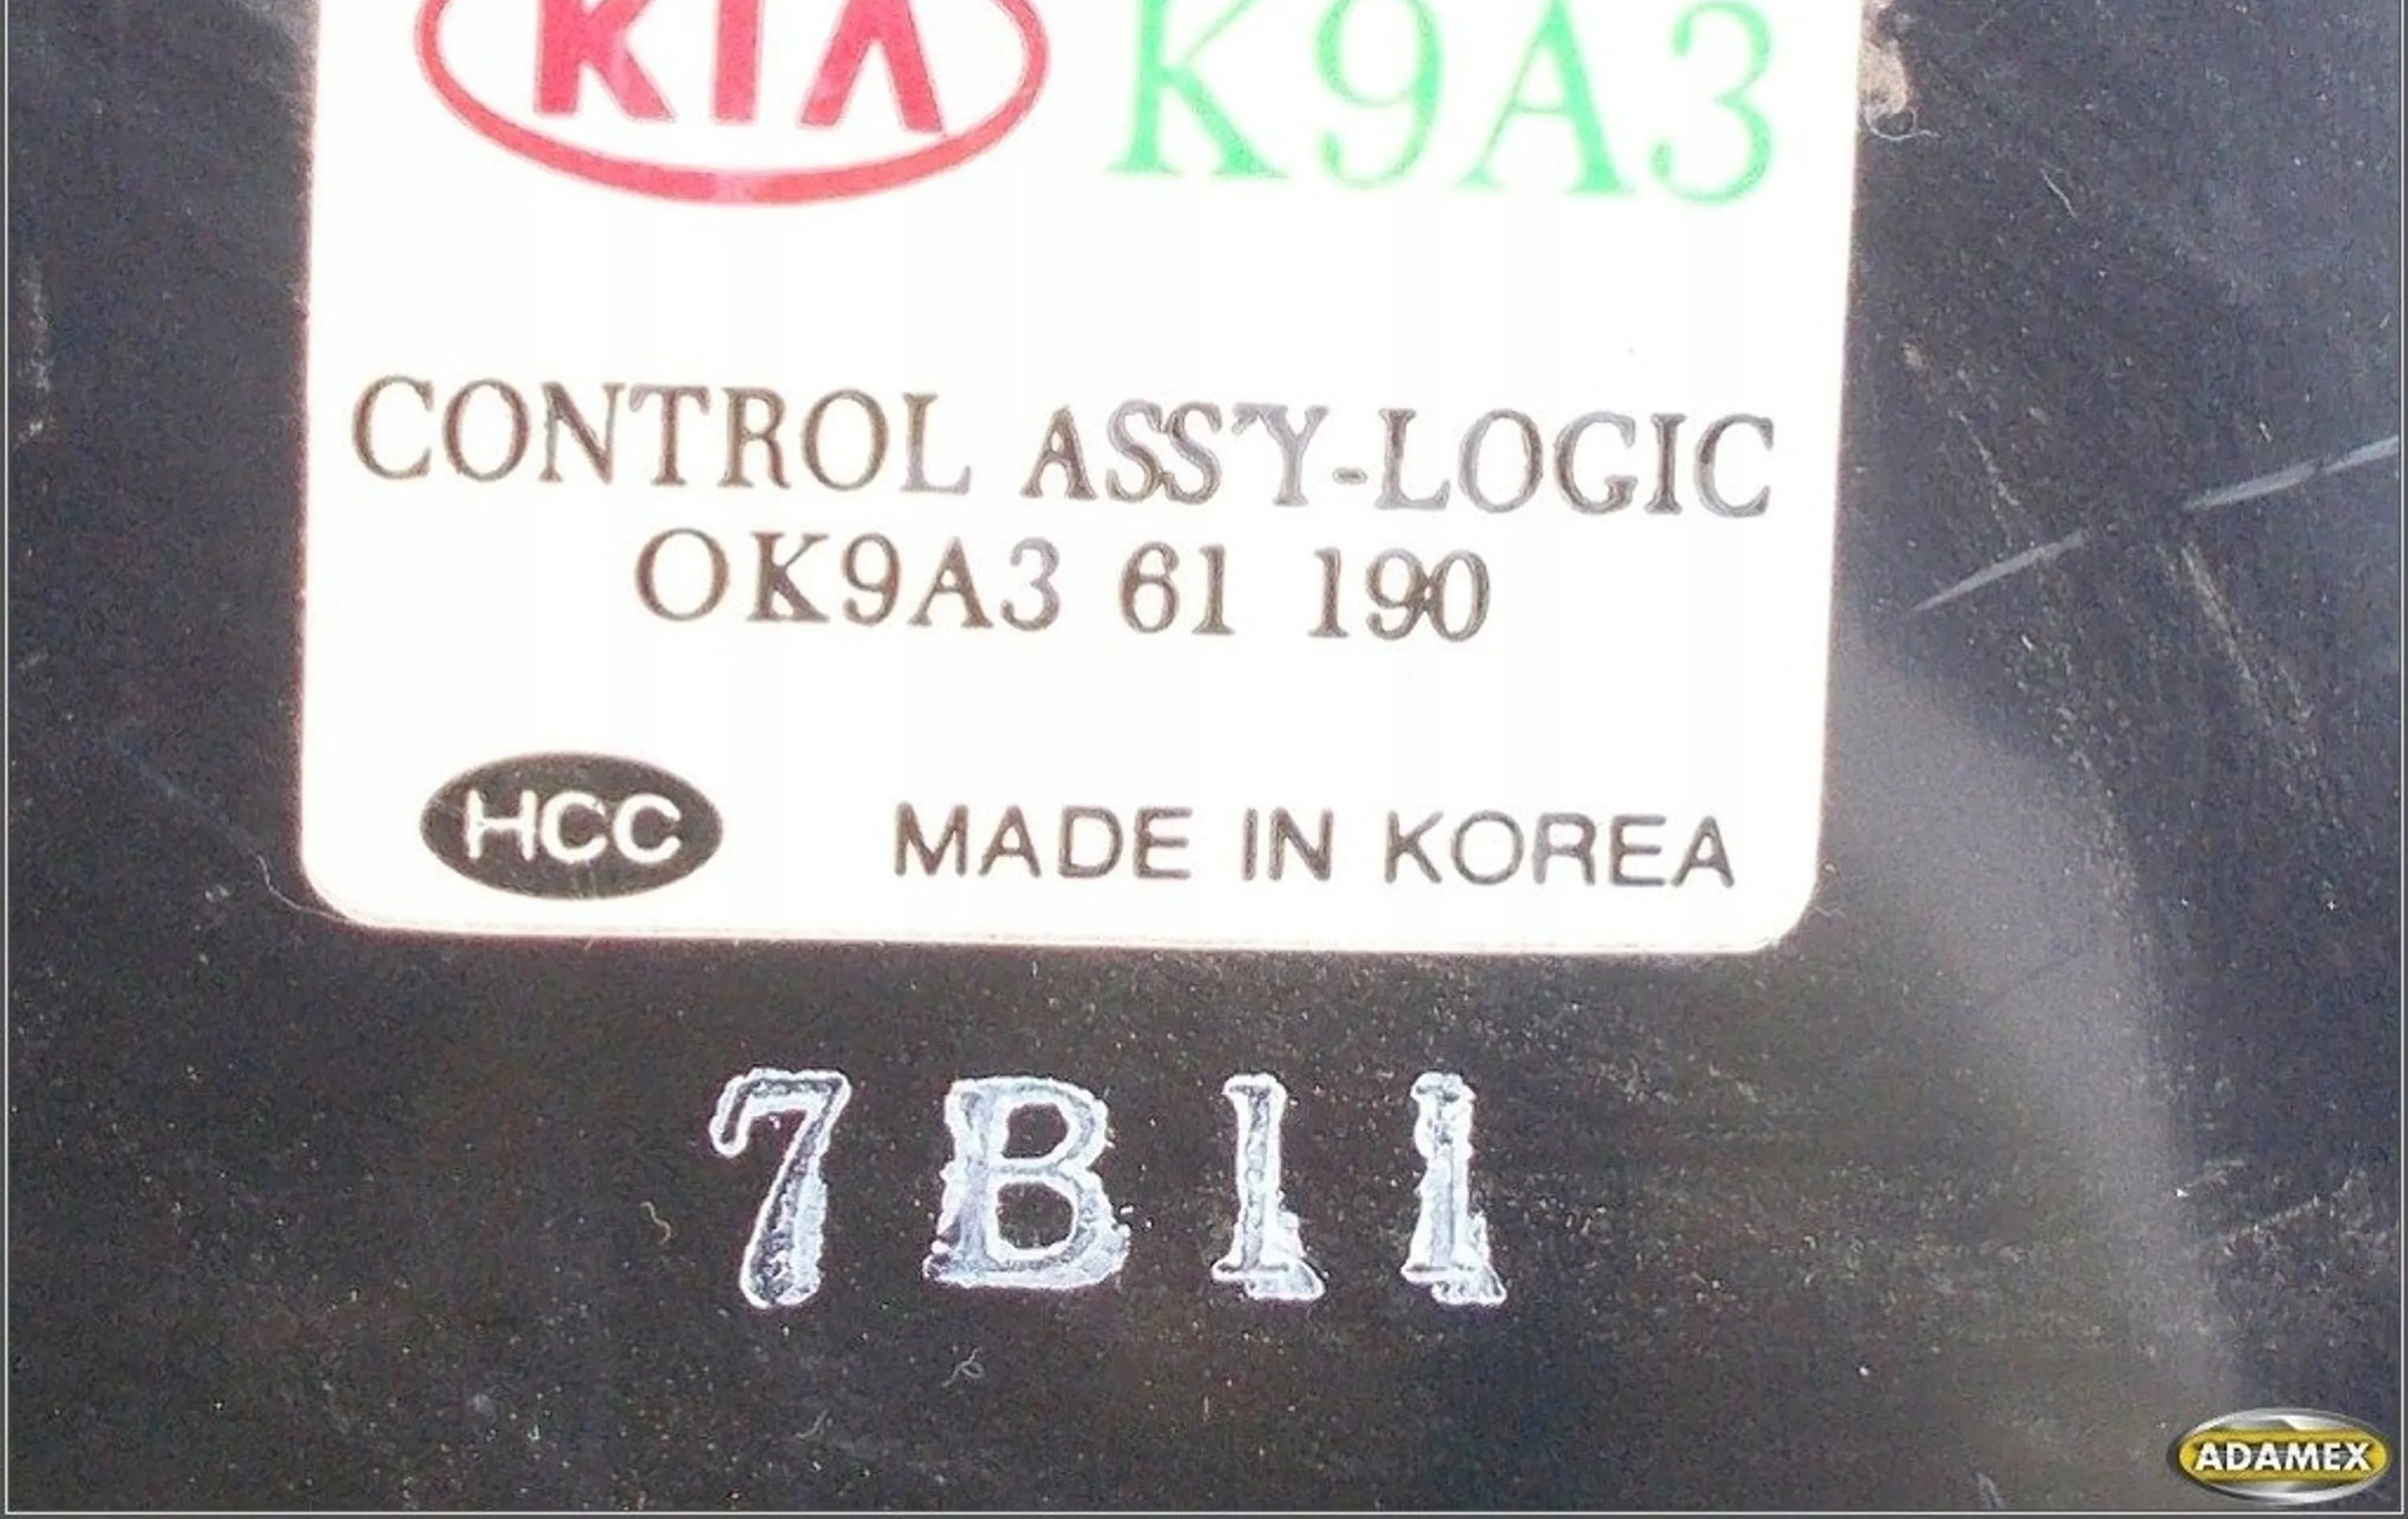 KIA K9A3
CONTROL ASS'Y-LOGIC
OK9A3 61 190
HCC MADE IN KOREA
7B11
ADAMEX